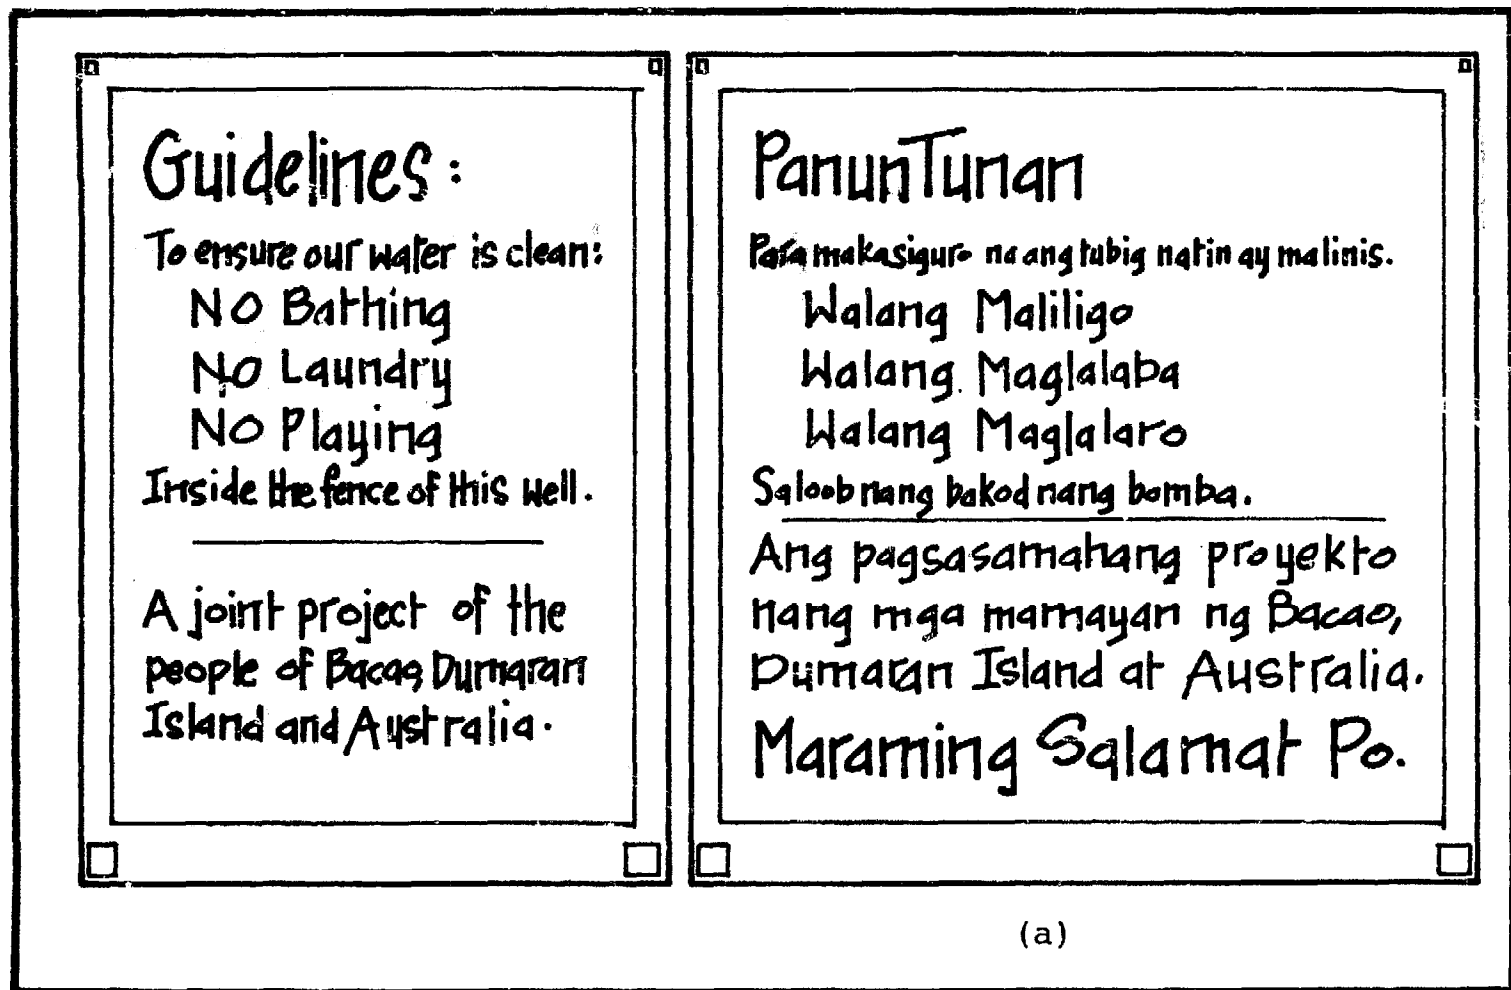 Guidelines:
To ensure our water is clean:
NO Bathing
NO Laundry
NO Playing
Inside the fence of this well.
A joint project of the
people of Bacao, Dumaran
Island and Australia.
PanunTunan
Para makasiguro na ang tubig natin ay malinis.
Walang Maliligo
Walang Maglalaba
Walang Maglalaro
Saloob nang bakod nang bomba.
Ang pagsasamahang proyekto
nang mga mamayan ng Bacao,
Dumaran Island at Australia.
Maraming Salamat Po.
(a)